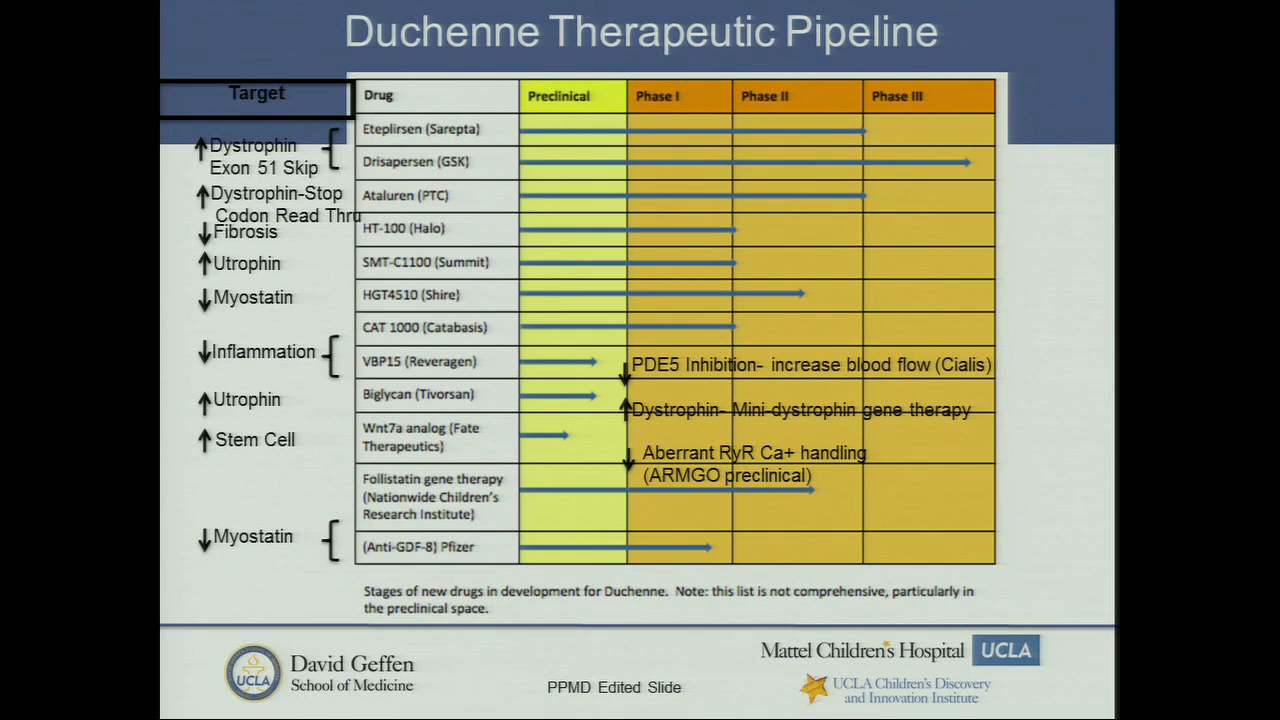 Duchenne Therapeutic Pipeline
Target
Drug
Preclinical
Phase I
Phase II
Phase III
Dystrophin
Exon 51 Skip
Eteplirsen (Sarepta)
Drisapersen (GSK)
Dystrophin-Stop
Codon Read Thru
Ataluren (PTC)
Fibrosis
HT-100 (Halo)
Utrophin
SMT-C1100 (Summit)
Myostatin
HGT4510 (Shire)
CAT 1000 (Catabasis)
Inflammation
VBP15 (Reveragen)
PDE5 Inhibition- increase blood flow (Cialis)
Utrophin
Biglycan (Tivorsan)
Dystrophin- Mini-dystrophin gene therapy
Stem Cell
Wnt7a analog (Fate
Therapeutics)
Aberrant RyR Ca+ handling
(ARMGO preclinical)
Follistatin gene therapy
(Nationwide Children's
Research Institute)
Myostatin
(Anti-GDF-8) Pfizer
Stages of new drugs in development for Duchenne. Note: this list is not comprehensive, particularly in
the preclinical space.
UCLA
David Geffen
School of Medicine
PPMD Edited Slide
Mattel Children's Hospital UCLA
UCLA Children's Discovery
and Innovation Institute